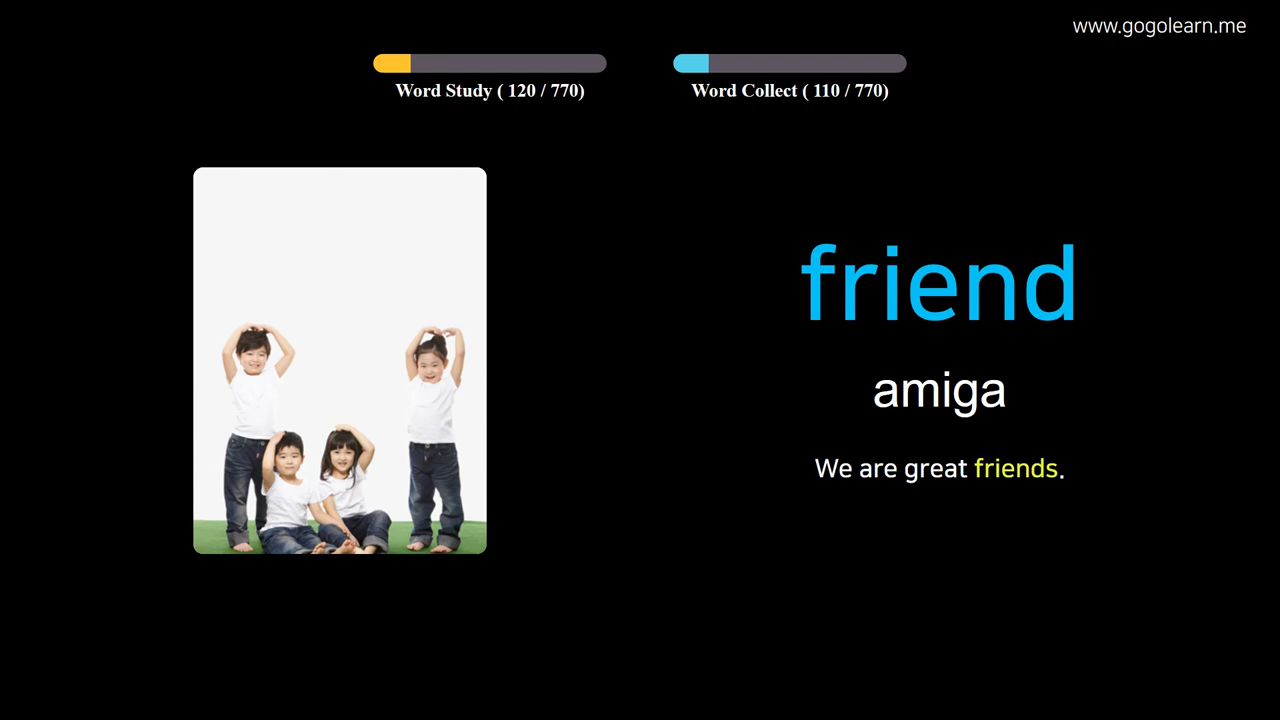 www.gogolearn.me
Word Study ( 120 / 770)
Word Collect ( 110 / 770)
friend
amiga
We are great friends.